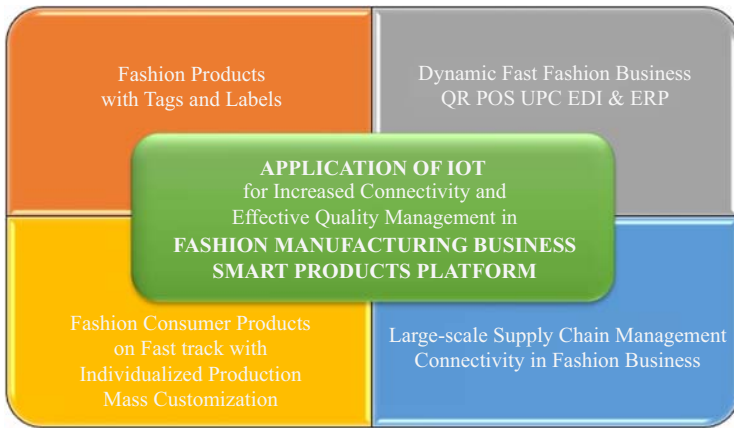 Fashion Products
with Tags and Labels
Dynamic Fast Fashion Business
QR POS UPC EDI & ERP
APPLICATION OF IOT
for Increased Connectivity and
Effective Quality Management in
FASHION MANUFACTURING BUSINESS
SMART PRODUCTS PLATFORM
Fashion Consumer Products
on Fast track with
Individualized Production
Mass Customization
Large-scale Supply Chain Management
Connectivity in Fashion Business